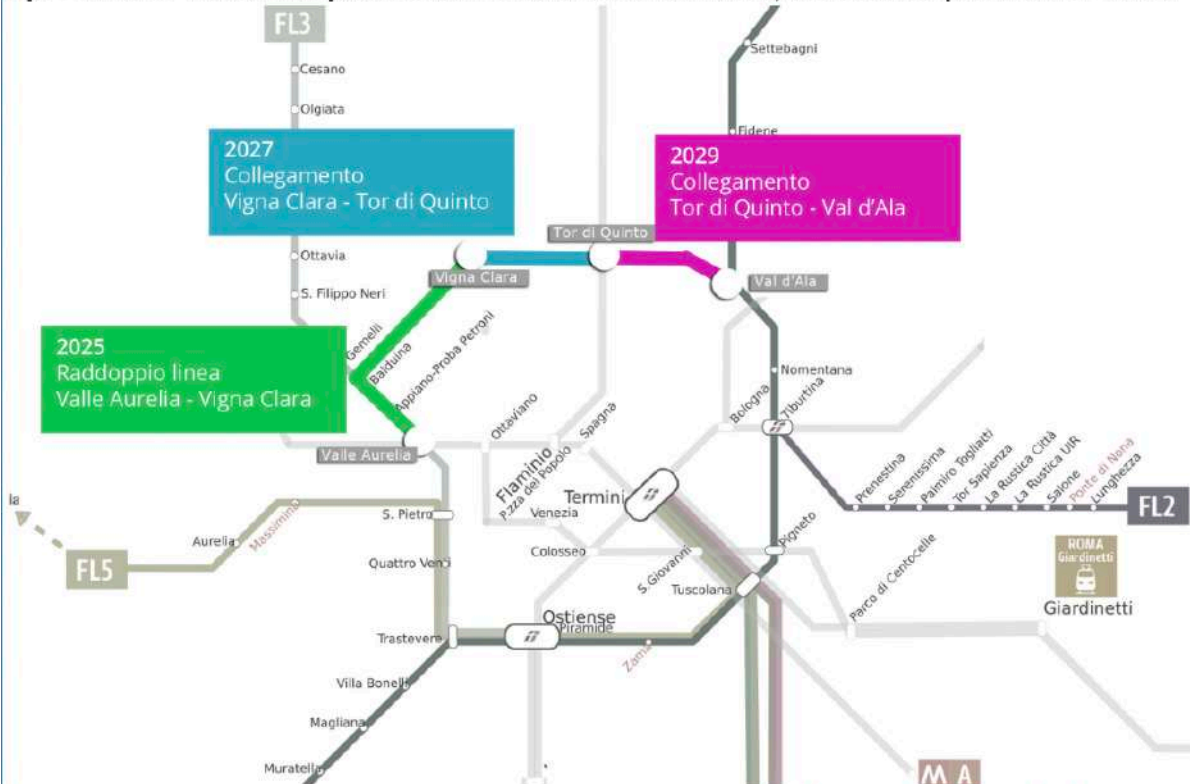 FL3
Cesano
Olgiata
Settebagni
Fidene
2027
Collegamento
Vigna Clara - Tor di Quinto
2029
Collegamento
Tor di Quinto - Val d'Ala
Tor di Quinto
Ottavia
Vigna Clara
Val d'Ala
S. Filippo Neri
2025
Raddoppio linea
Valle Aurelia - Vigna Clara
Gemelli
Balduina
Appiano-Proba Petroni
Nomentana
Tiburtina
Bologna
Ottaviano
Spagna
Valle Aurelia
Flaminio
P.zza del Popolo
Termini
Prenestina
Serenissima
Palmiro Togliatti
Tor Sapienza
La Rustica Città
La Rustica UIR
Salone
Ponte di Nona
Lunghezza
FL2
la
S. Pietro
Venezia
Aurelia
Massimina
Colosseo
Pigneto
FL5
Quattro Venti
S.Giovanni
Tuscolana
Parco di Centocelle
ROMA
Giardinetti
Giardinetti
Ostiense
Piramide
Trastevere
Zama
Villa Bonelli
Magliana
Muratella
M A